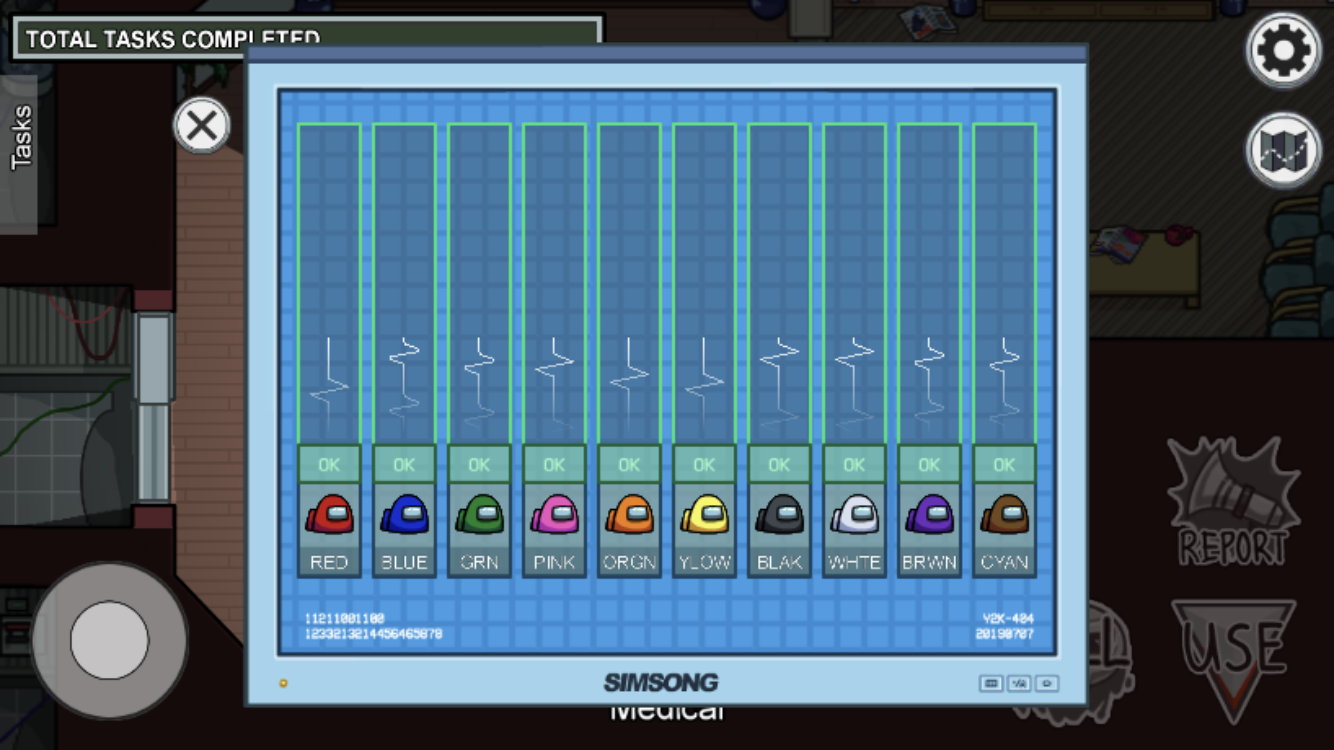 TOTAL TASKS COMPLETED
Tasks
OK OK OK OK OK OK OK OK OK OK
RED BLUE GRN PINK ORGN YLOW BLAK WHTE BRWN CYAN
11211001100
1233213214456465878
Y2K-404
20190707
SIMSONG
Medical
REPORT
USE